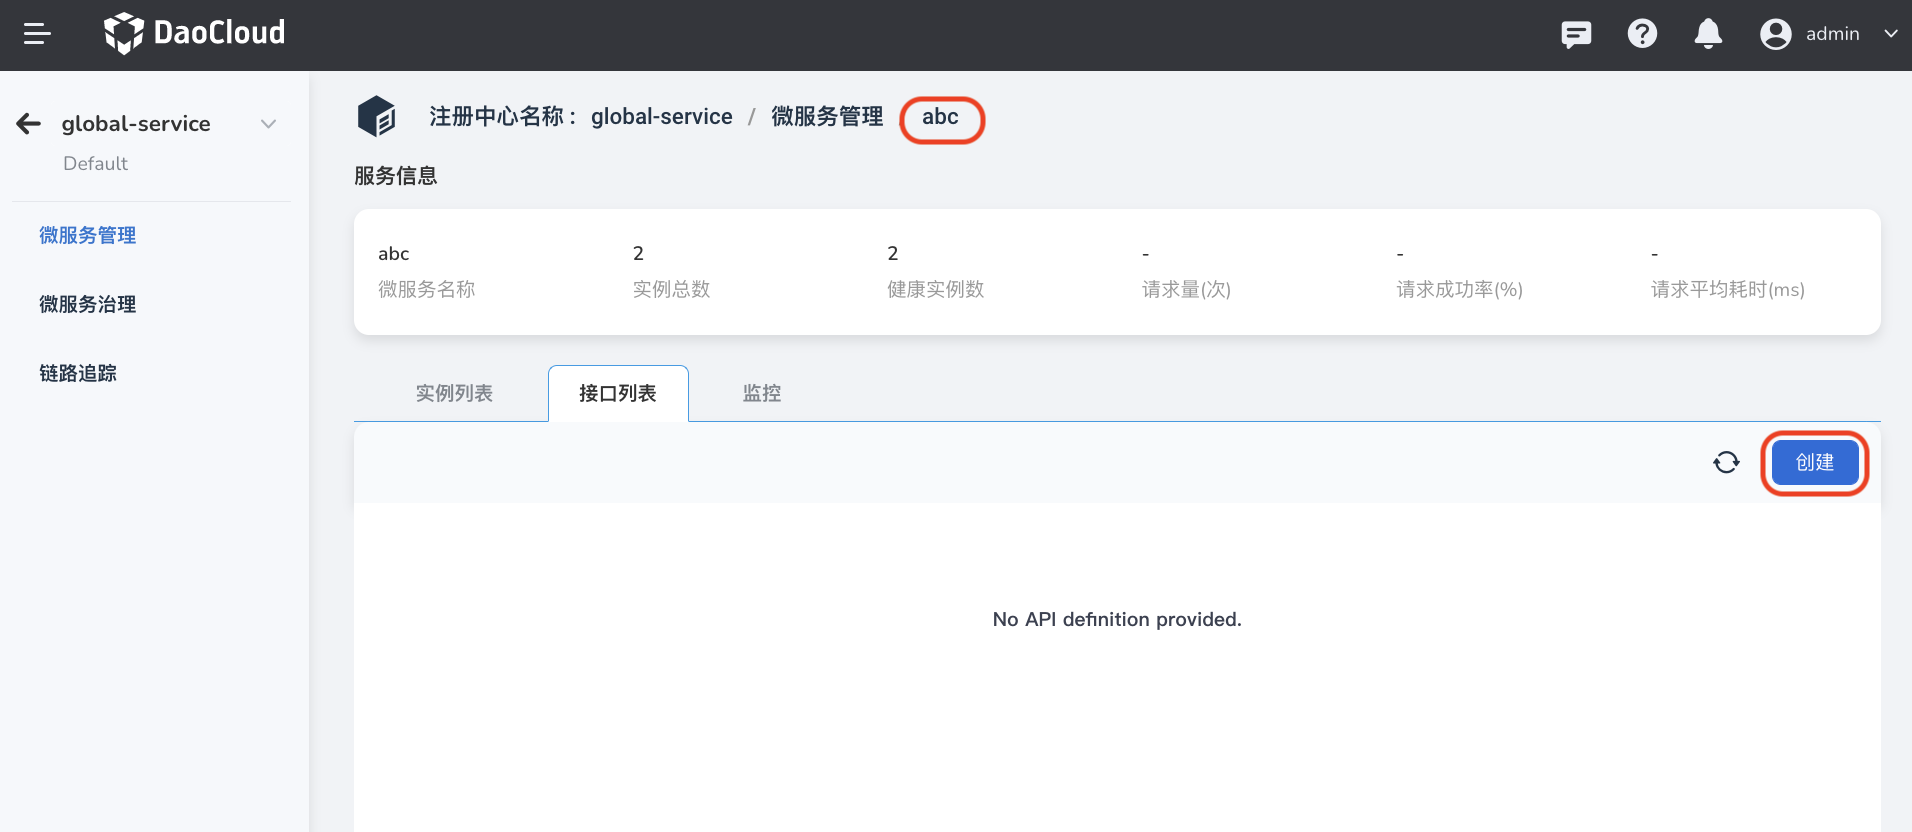 DaoCloud
admin
global-service
Default
微服务管理
微服务治理
链路追踪
注册中心名称： global-service / 微服务管理 abc
服务信息
abc 2 2 - - -
微服务名称 实例总数 健康实例数 请求量(次) 请求成功率(%) 请求平均耗时(ms)
实例列表 接口列表 监控
创建
No API definition provided.